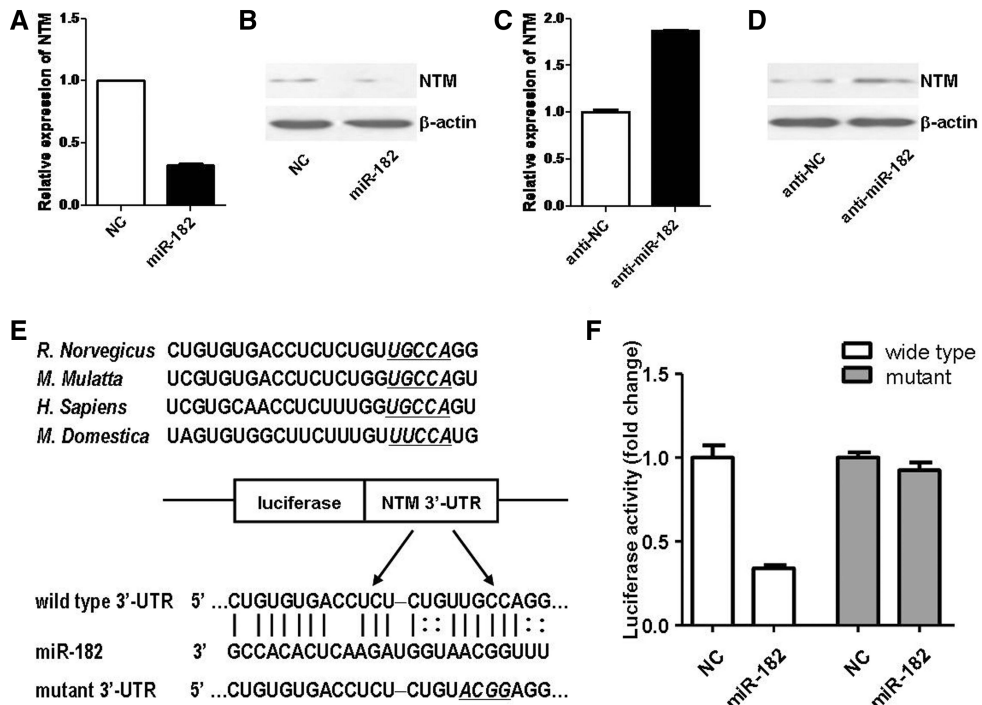 A
Relative expression of NTM
1.5
1.0
0.5
0.0
NC
miR-182
B
NTM
β-actin
NC
miR-182
C
Relative expression of NTM
2.0
1.5
1.0
0.5
0.0
anti-NC
anti-miR-182
D
NTM
β-actin
anti-NC
anti-miR-182
E
R. Norvegicus CUGUGUGACCUCUCUGUUGCCAGG
M. Mulatta UCGUGUGACCUCUCUGGUGCCAGU
H. Sapiens UCGUGCAACCUCUUUGGUGCCAGU
M. Domestica UAGUGUGGCUUCUUUGUUUCCAUG
luciferase NTM 3'-UTR
wild type 3'-UTR 5' ...CUGUGUGACCUCU–CUGUUGCCAGG...
miR-182 3' GCCACACUCAAGAUGGUAACGGUUU
mutant 3'-UTR 5' ...CUGUGUGACCUCU–CUGUACGGAGG...
F
wide type
mutant
Luciferase activity (fold change)
1.5
1.0
0.5
0.0
NC
miR-182
NC
miR-182